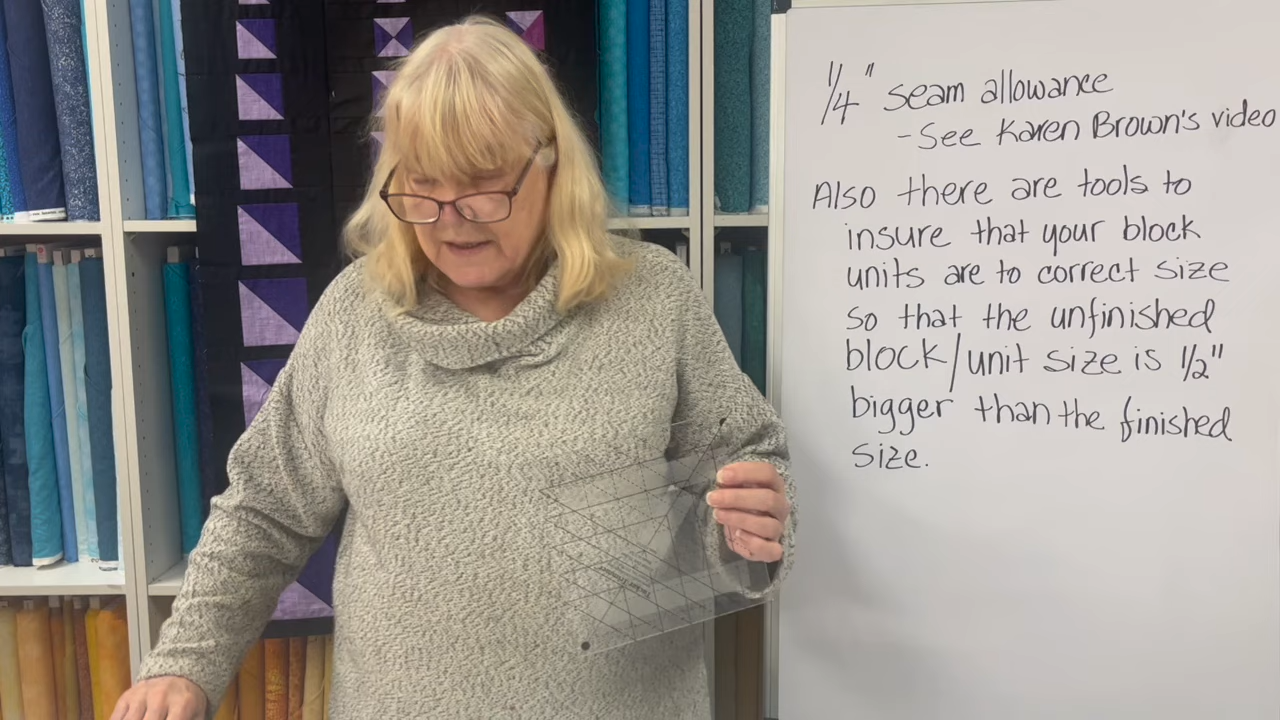 1/4" seam allowance
- See Karen Brown's video
Also there are tools to
insure that your block
units are to correct size
so that the unfinished
block/unit size is 1/2"
bigger than the finished
size.